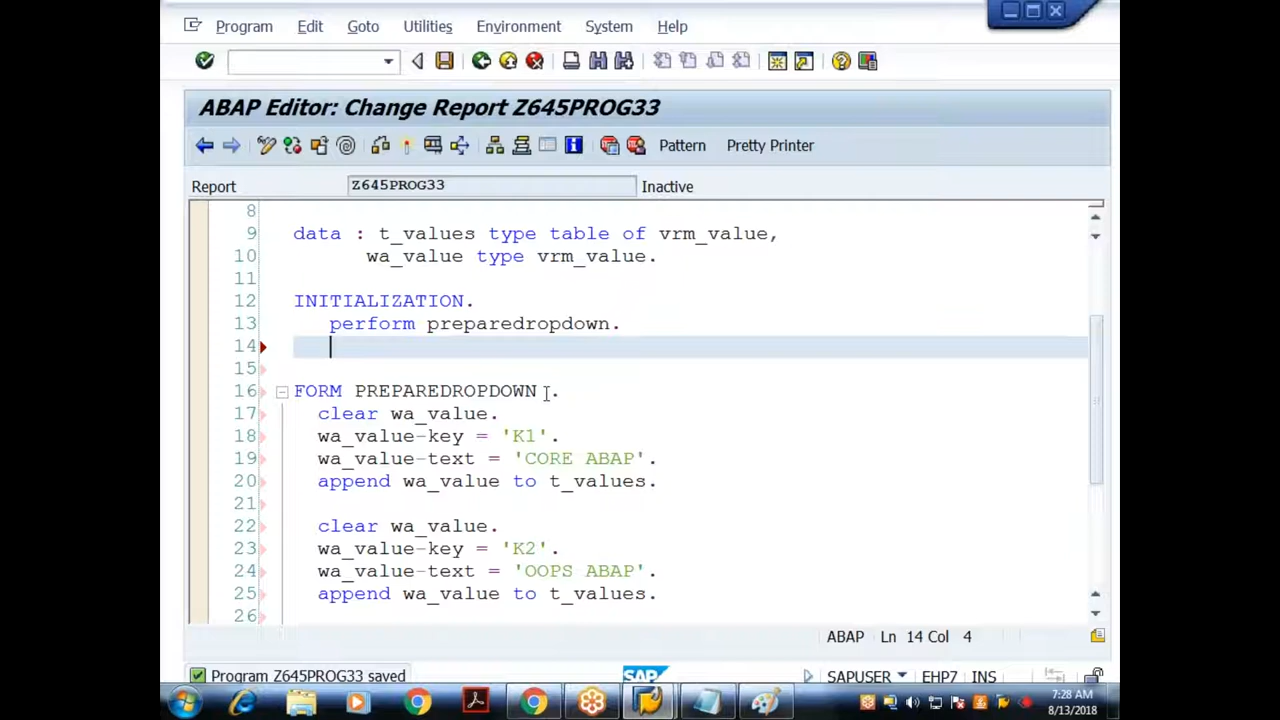 Program Edit Goto Utilities Environment System Help
ABAP Editor: Change Report Z645PROG33
Pattern Pretty Printer
Report Z645PROG33 Inactive
8
9 data : t_values type table of vrm_value,
10 wa_value type vrm_value.
11
12 INITIALIZATION.
13 perform preparedropdown.
14
15
16 FORM PREPAREDROPDOWN .
17 clear wa_value.
18 wa_value-key = 'K1'.
19 wa_value-text = 'CORE ABAP'.
20 append wa_value to t_values.
21
22 clear wa_value.
23 wa_value-key = 'K2'.
24 wa_value-text = 'OOPS ABAP'.
25 append wa_value to t_values.
26
ABAP Ln 14 Col 4
Program Z645PROG33 saved SAP SAPUSER EHP7 INS
7:28 AM
8/13/2018